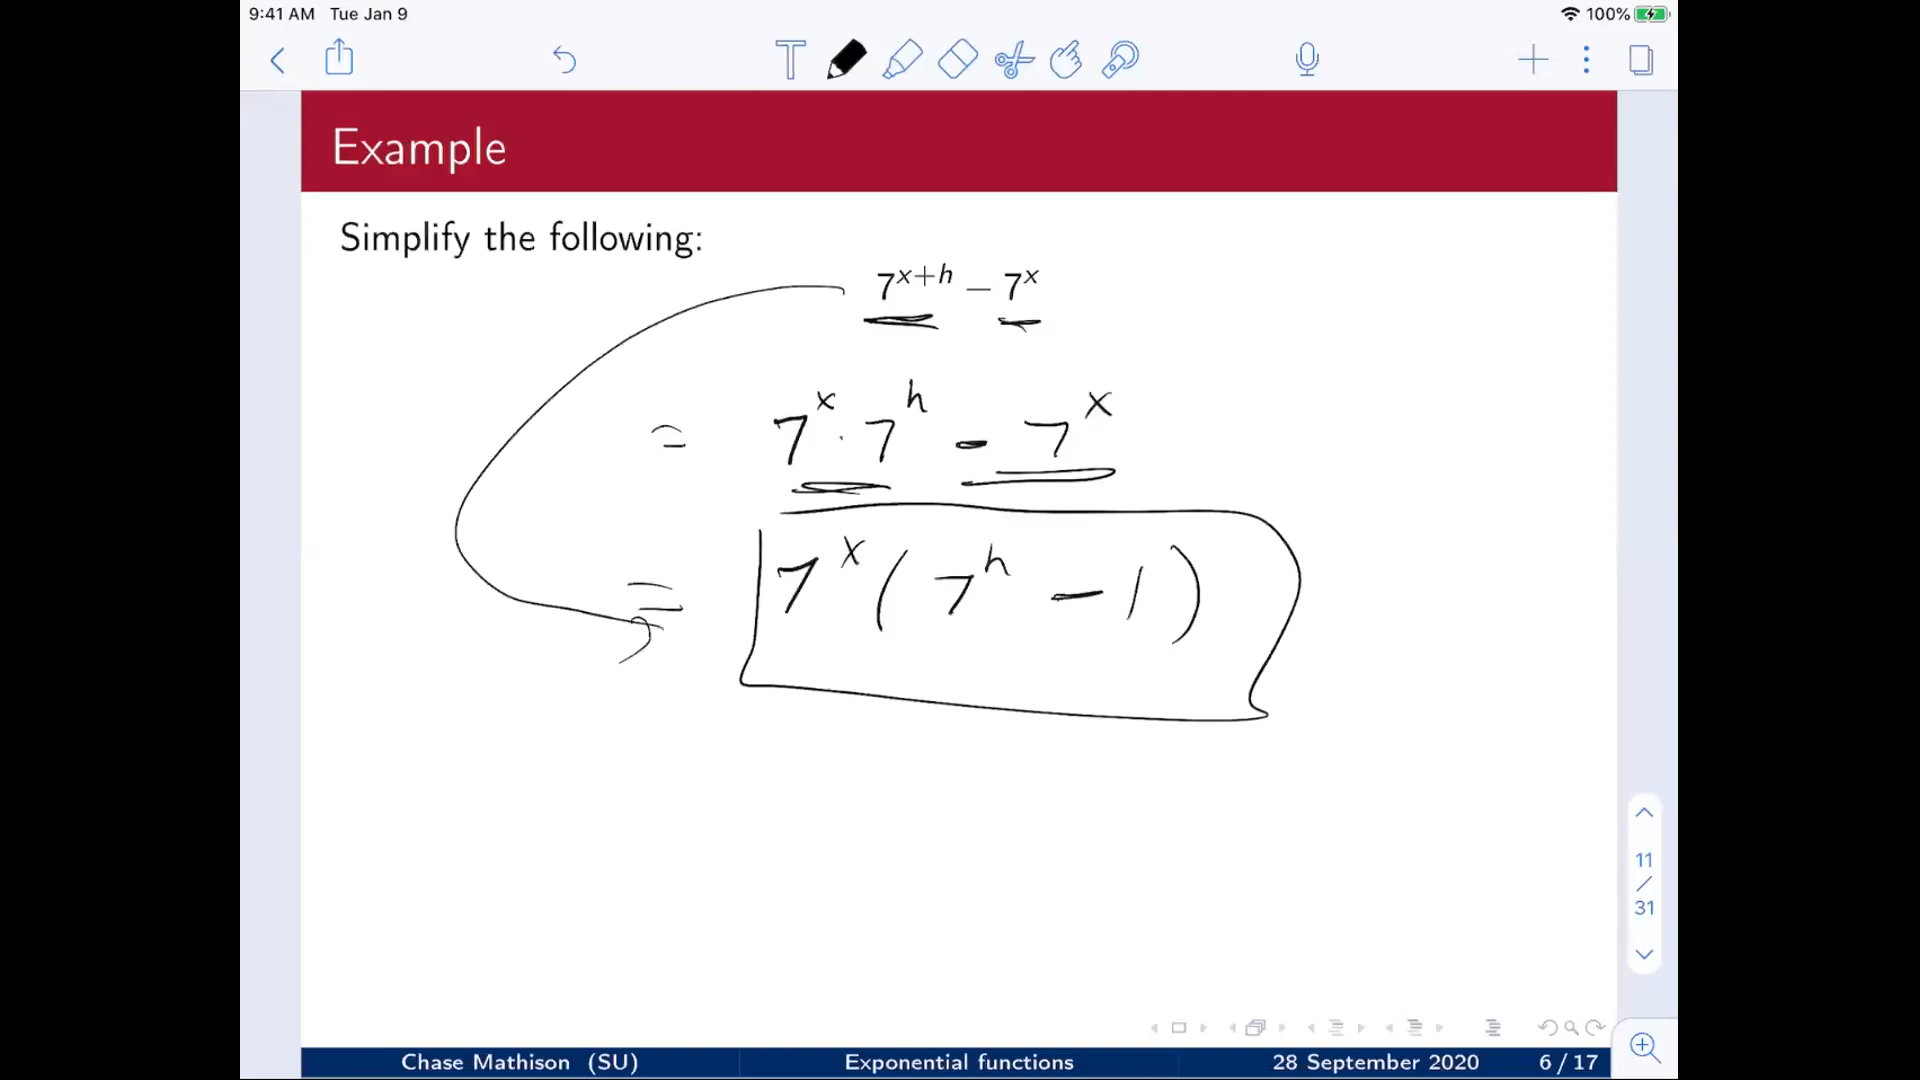 9:41 AM Tue Jan 9 100%
Example
Simplify the following:
7^{x+h} − 7^x
= 7^x · 7^h - 7^x
= 7^x ( 7^h - 1 )
11
/
31
Chase Mathison (SU) Exponential functions 28 September 2020 6 / 17